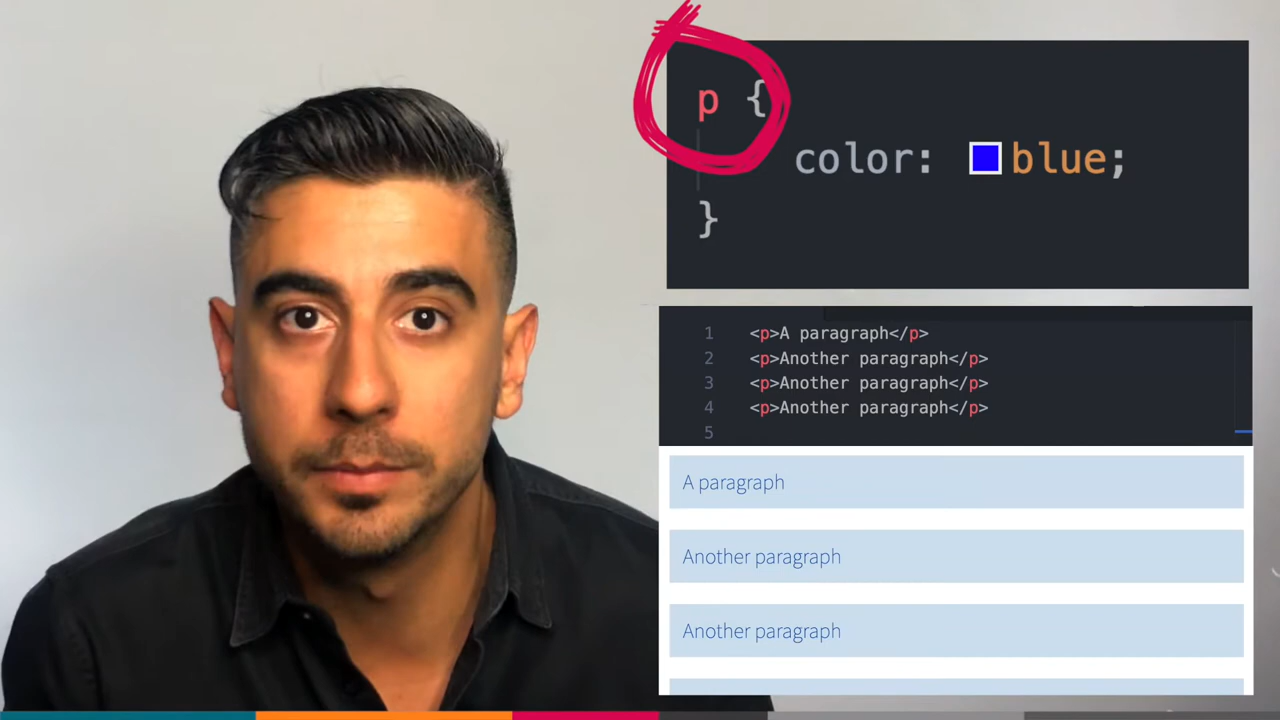 p {
color: blue;
}
1 <p>A paragraph</p>
2 <p>Another paragraph</p>
3 <p>Another paragraph</p>
4 <p>Another paragraph</p>
5
A paragraph
Another paragraph
Another paragraph